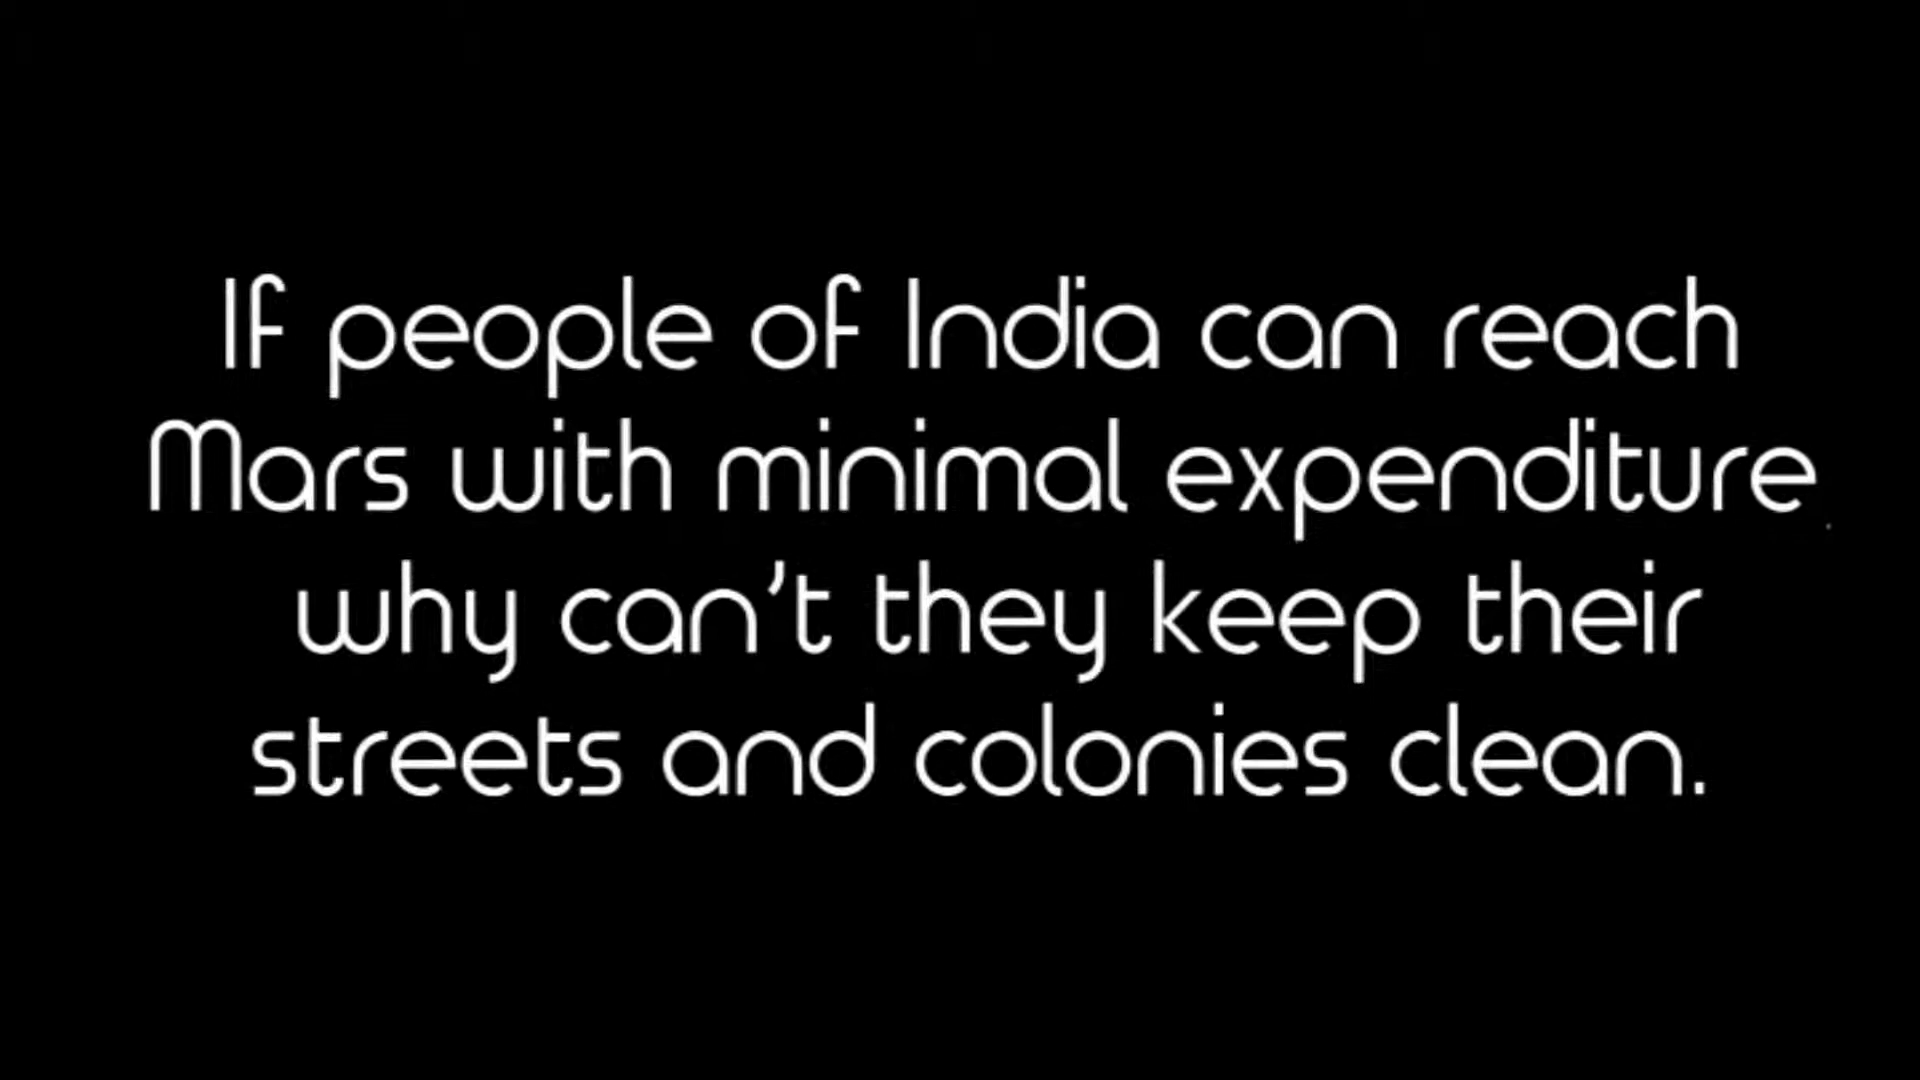 If people of India can reach
Mars with minimal expenditure
why can't they keep their
streets and colonies clean.